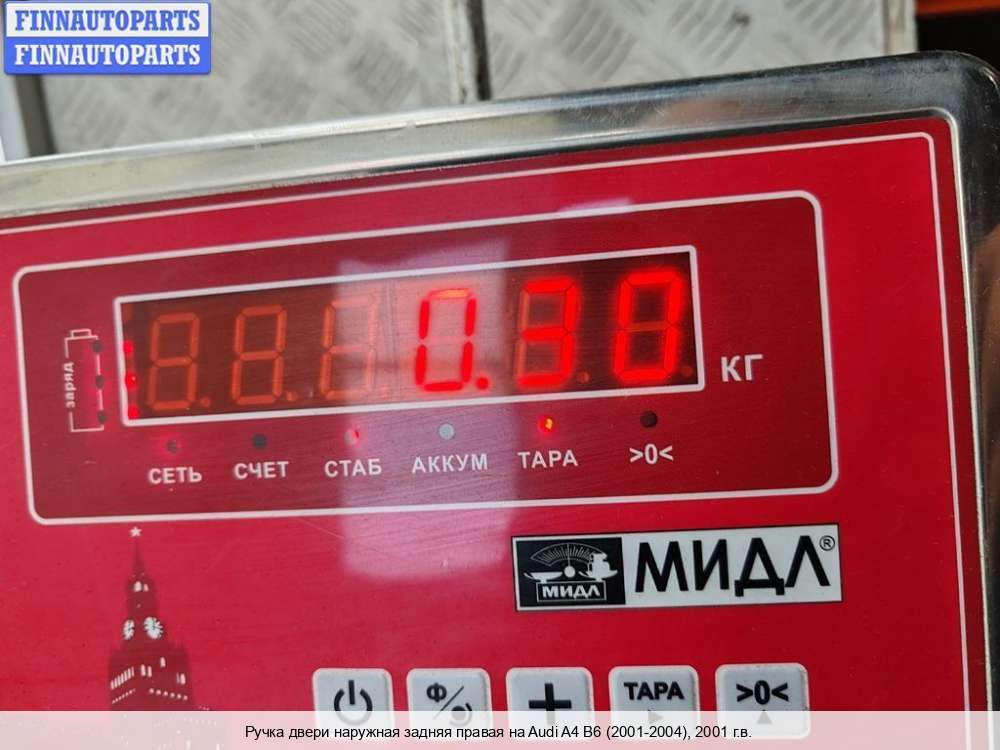 FINNAUTOPARTS
FINNAUTOPARTS
0.30
КГ
заряд
СЕТЬ СЧЕТ СТАБ АККУМ ТАРА >0<
МИДЛ МИДЛ®
Ф ТАРА >0<
Ручка двери наружная задняя правая на Audi A4 B6 (2001-2004), 2001 г.в.